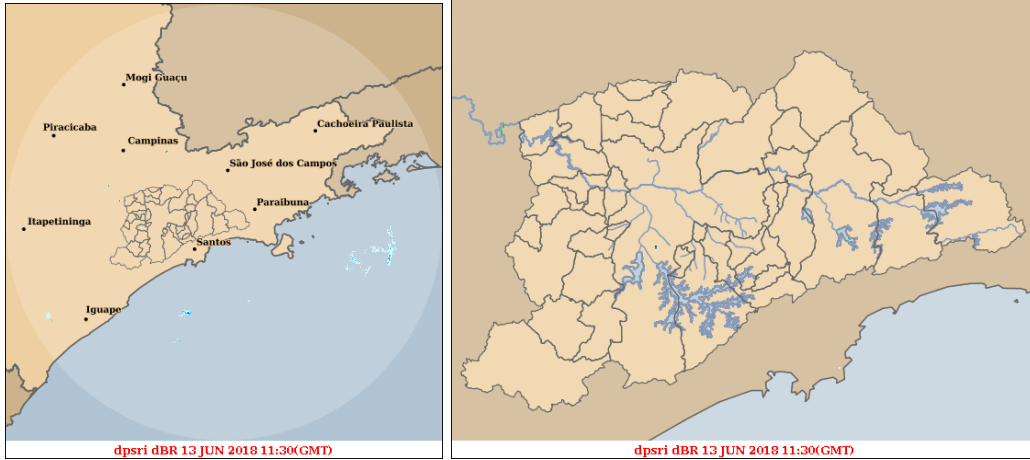 Mogi Guaçu
Piracicaba
Campinas
Cachoeira Paulista
São José dos Campos
Itapetininga
Paraibuna
Santos
Iguape
dpsri dBR 13 JUN 2018 11:30(GMT)
dpsri dBR 13 JUN 2018 11:30(GMT)